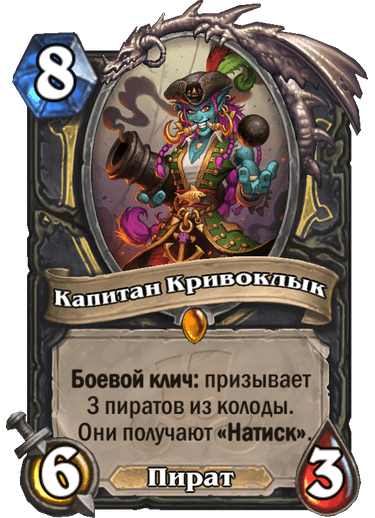 8
Капитан Кривоклык
Боевой клич: призывает
3 пиратов из колоды.
Они получают «Натиск».
6
Пират
3